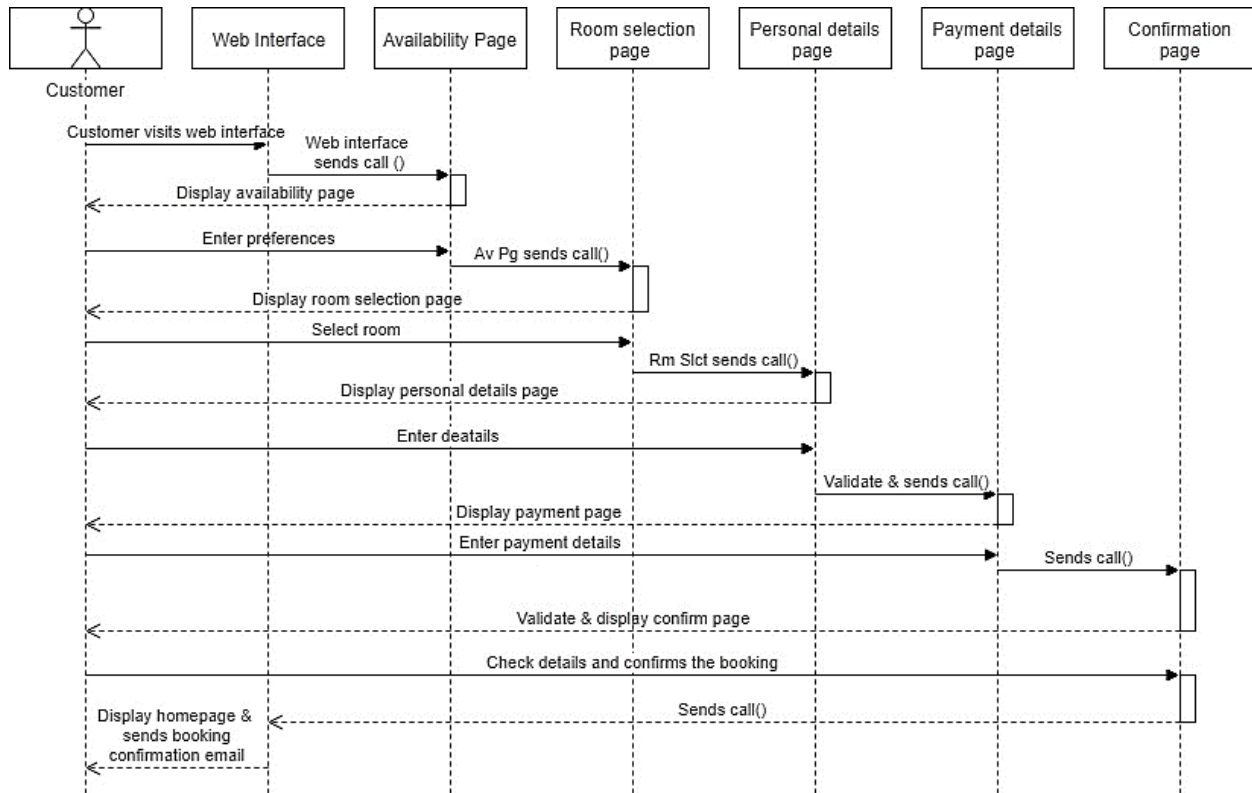 Web Interface
Availability Page
Room selection
page
Personal details
page
Payment details
page
Confirmation
page
Customer
Customer visits web interface
Web interface
sends call ()
Display availability page
Enter preferences
Av Pg sends call()
Display room selection page
Select room
Rm Slct sends call()
Display personal details page
Enter deatails
Validate & sends call()
Display payment page
Enter payment details
Sends call()
Validate & display confirm page
Check details and confirms the booking
Sends call()
Display homepage &
sends booking
confirmation email